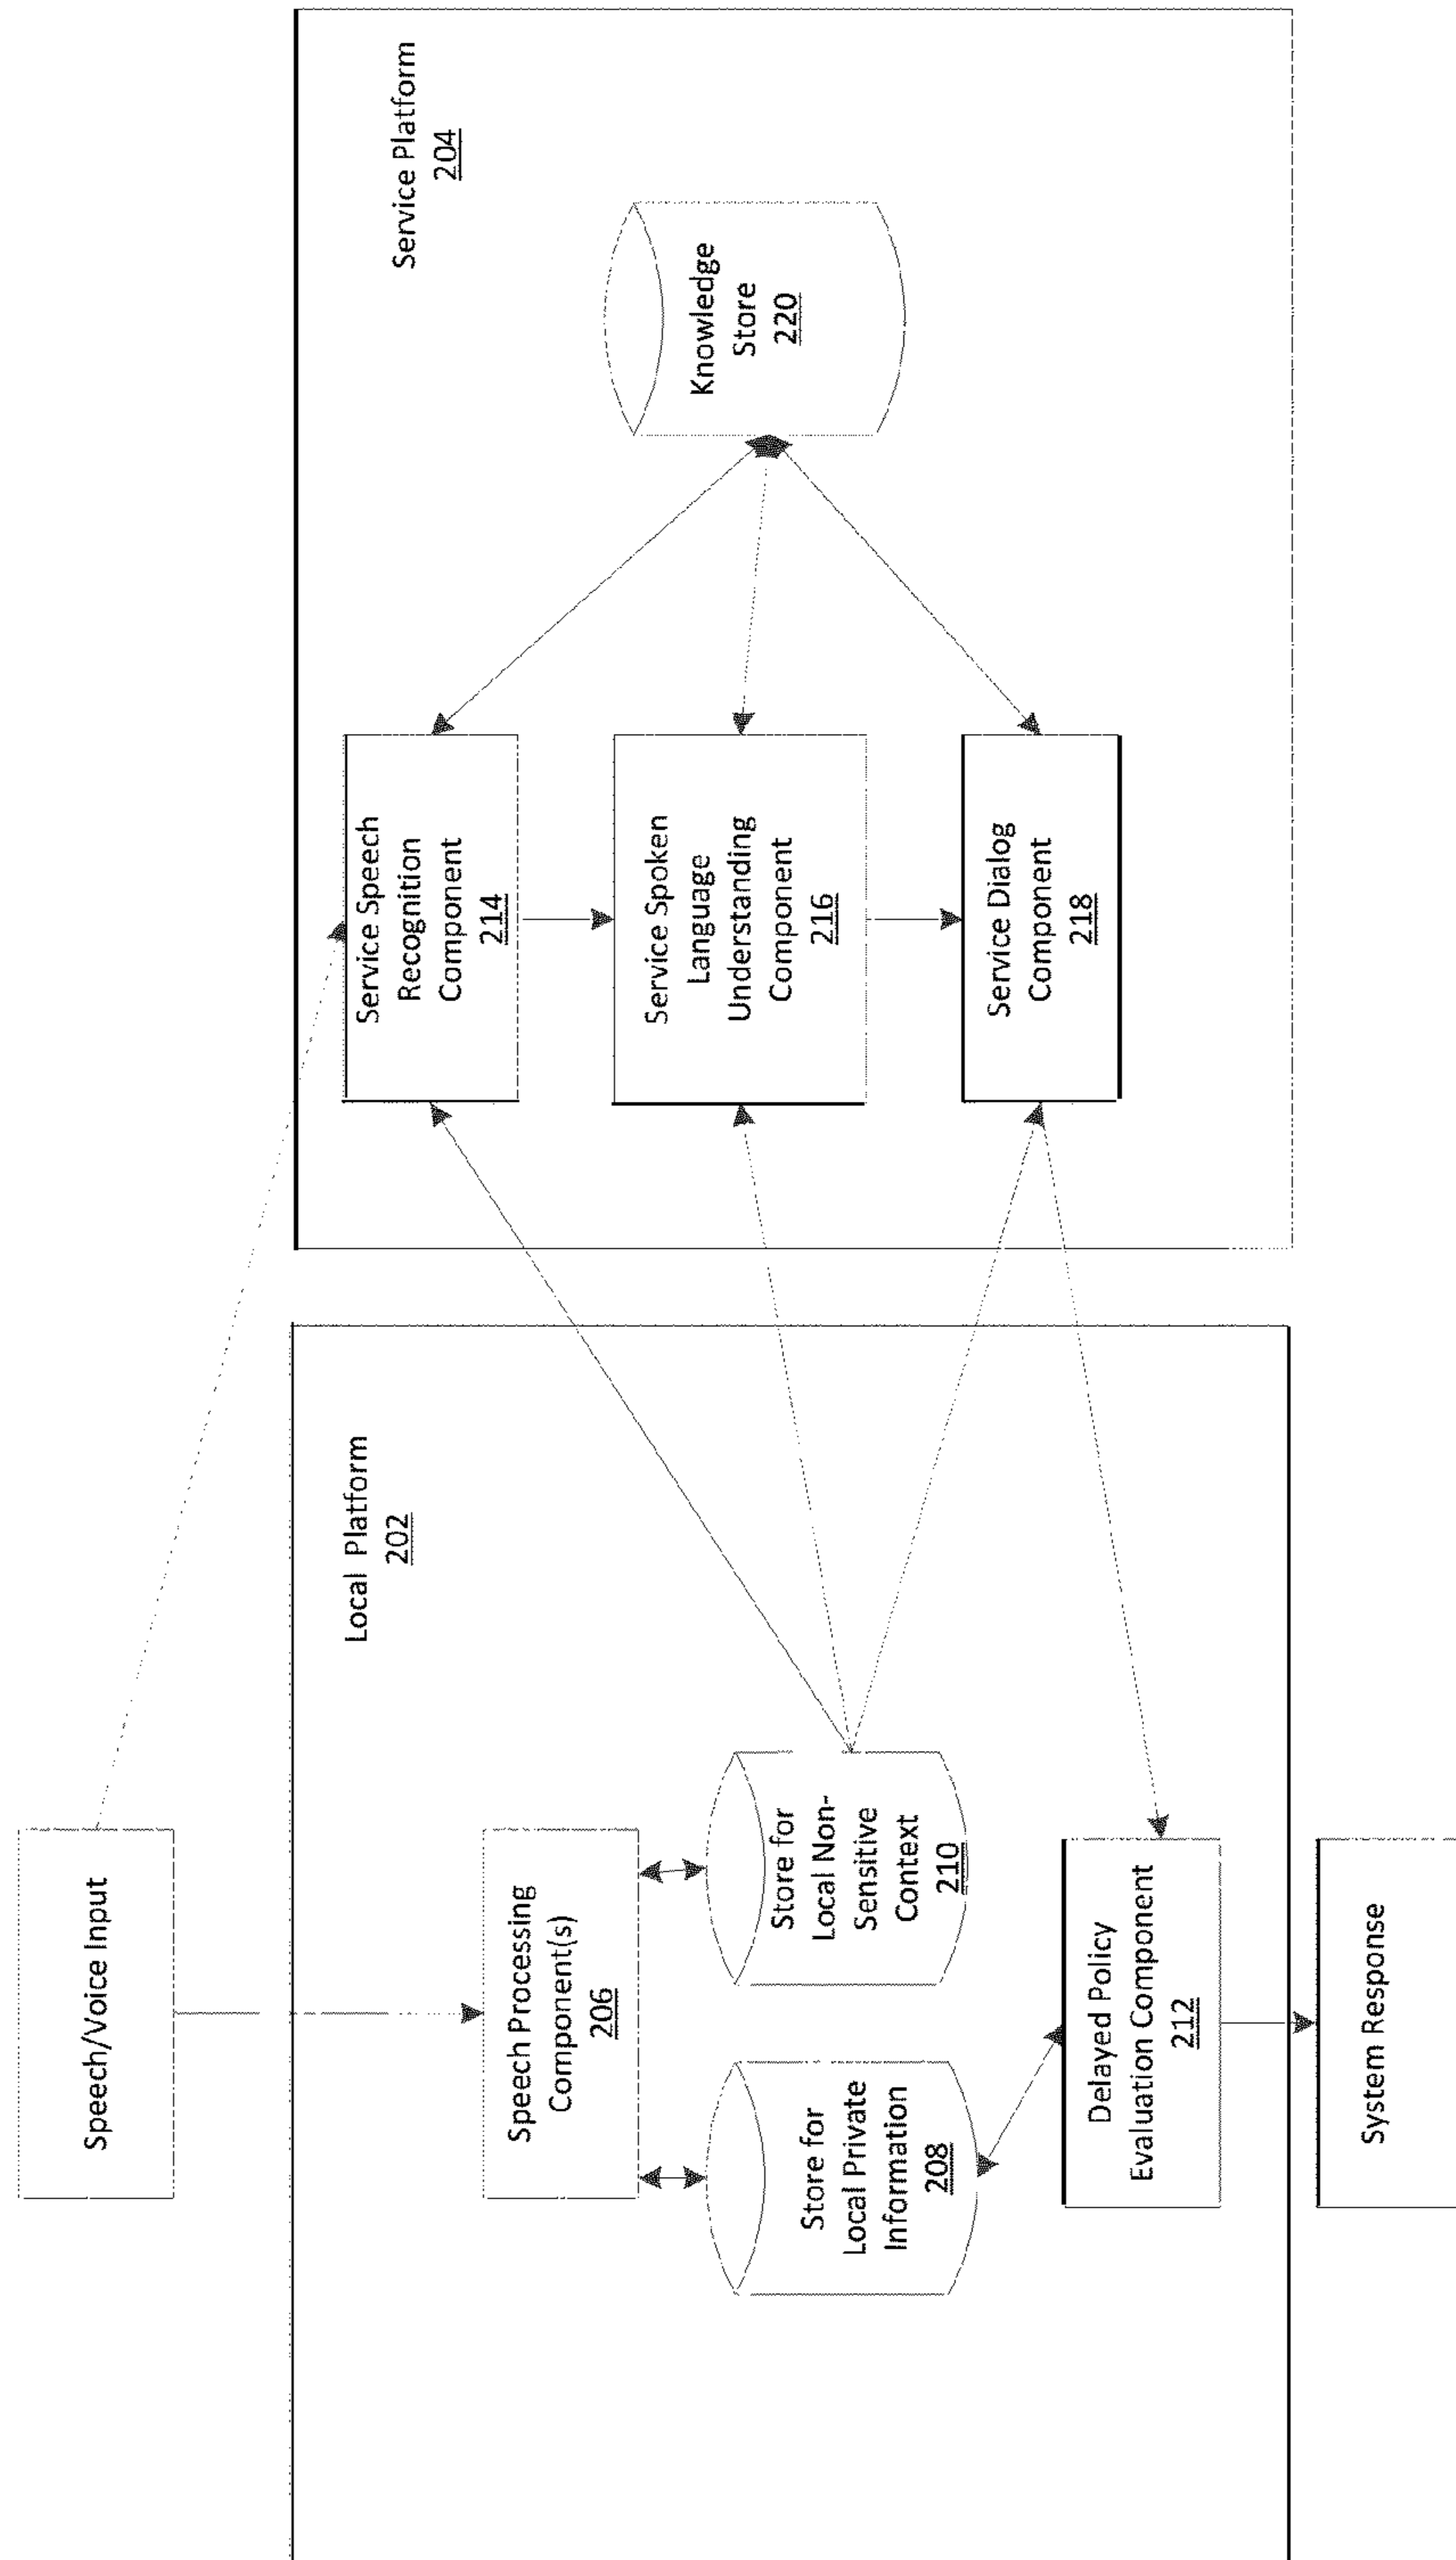 Speech/Voice Input
Local Platform
202
Speech Processing
Component(s)
206
Store for
Local Private
Information
208
Store for
Local Non-
Sensitive
Context
210
Delayed Policy
Evaluation Component
212
System Response
Service Platform
204
Service Speech
Recognition
Component
214
Service Spoken
Language
Understanding
Component
216
Service Dialog
Component
218
Knowledge
Store
220